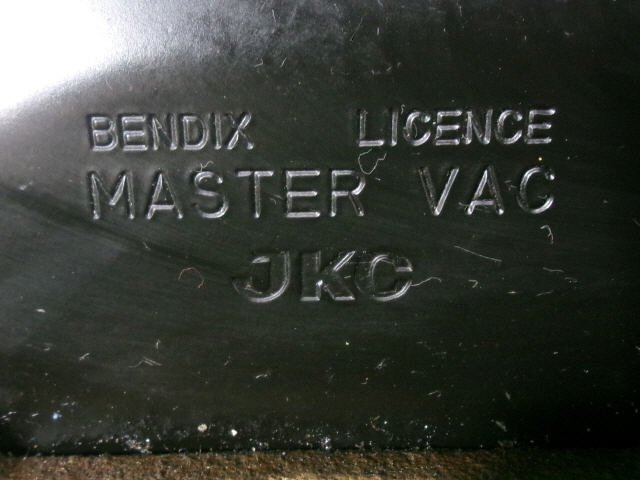 BENDIX LICENCE
MASTER VAC
JKC